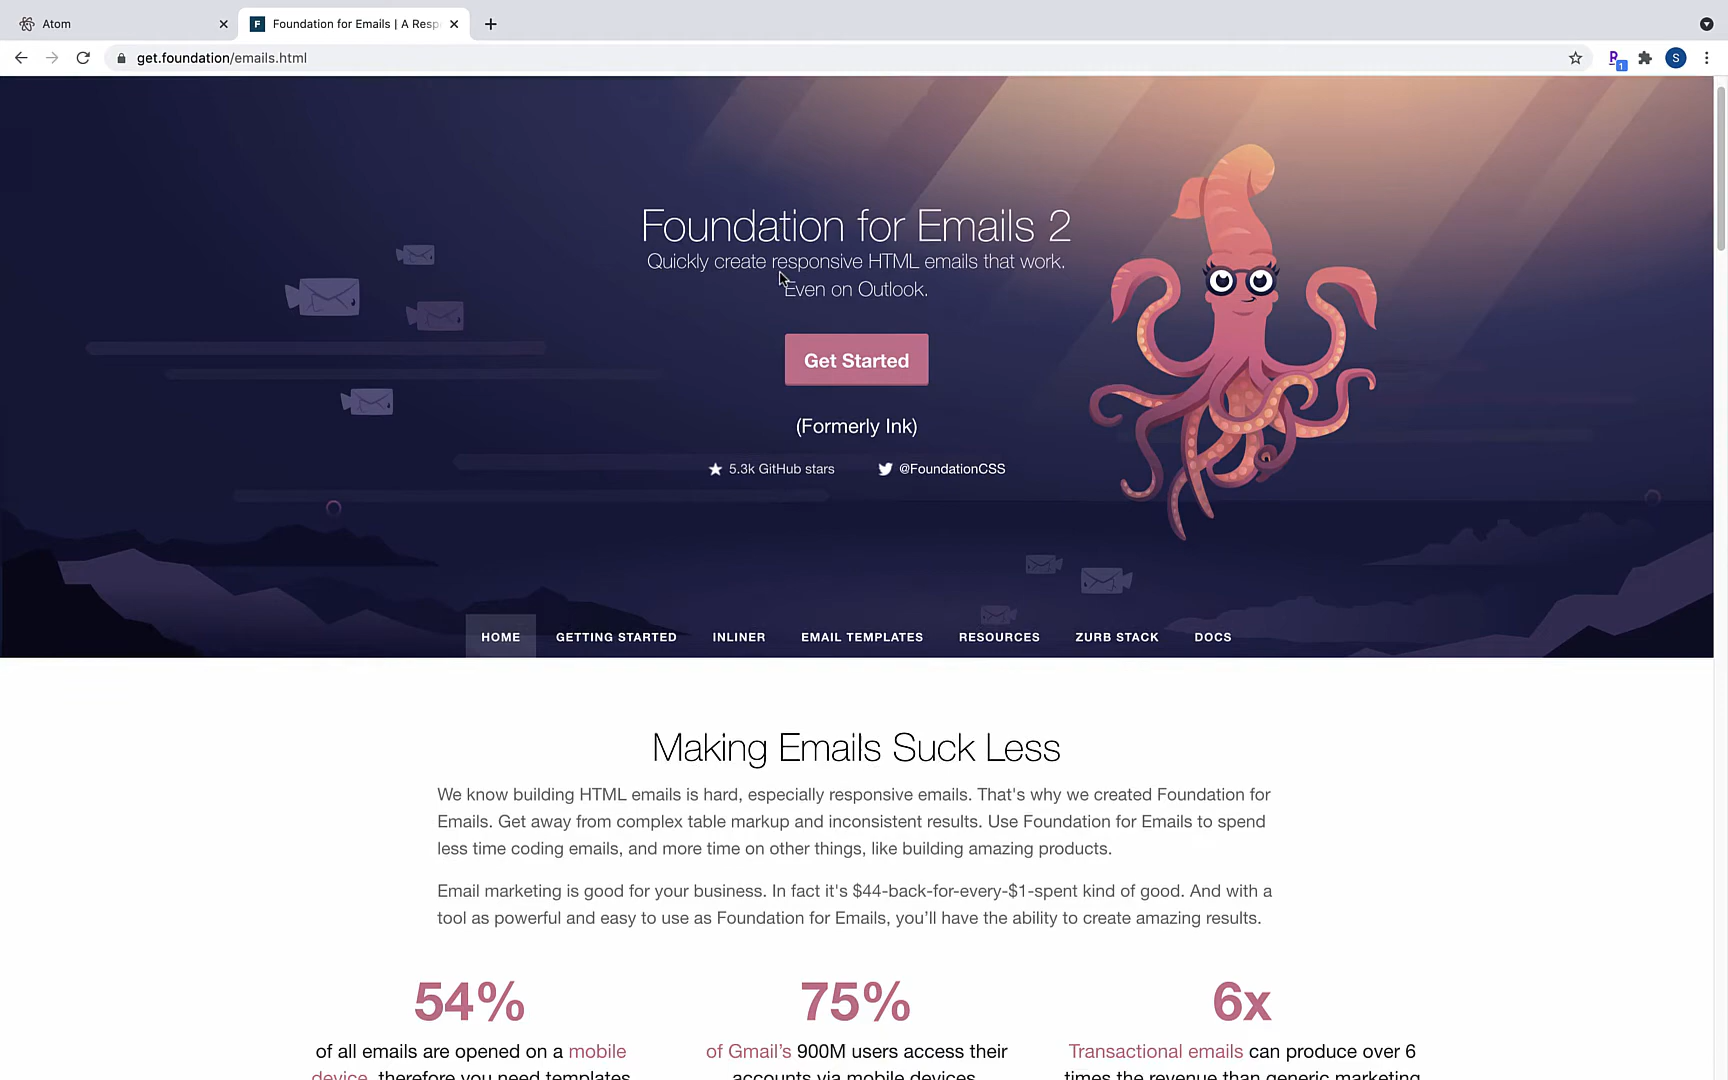 Atom
Foundation for Emails | A Resp
get.foundation/emails.html
S
1
Foundation for Emails 2
Quickly create responsive HTML emails that work.
Even on Outlook.
Get Started
(Formerly Ink)
5.3k GitHub stars @FoundationCSS
HOME GETTING STARTED INLINER EMAIL TEMPLATES RESOURCES ZURB STACK DOCS
Making Emails Suck Less
We know building HTML emails is hard, especially responsive emails. That's why we created Foundation for
Emails. Get away from complex table markup and inconsistent results. Use Foundation for Emails to spend
less time coding emails, and more time on other things, like building amazing products.
Email marketing is good for your business. In fact it's $44-back-for-every-$1-spent kind of good. And with a
tool as powerful and easy to use as Foundation for Emails, you’ll have the ability to create amazing results.
54%
of all emails are opened on a mobile
device, therefore you need templates
75%
of Gmail’s 900M users access their
accounts via mobile devices
6x
Transactional emails can produce over 6
times the revenue than generic marketing